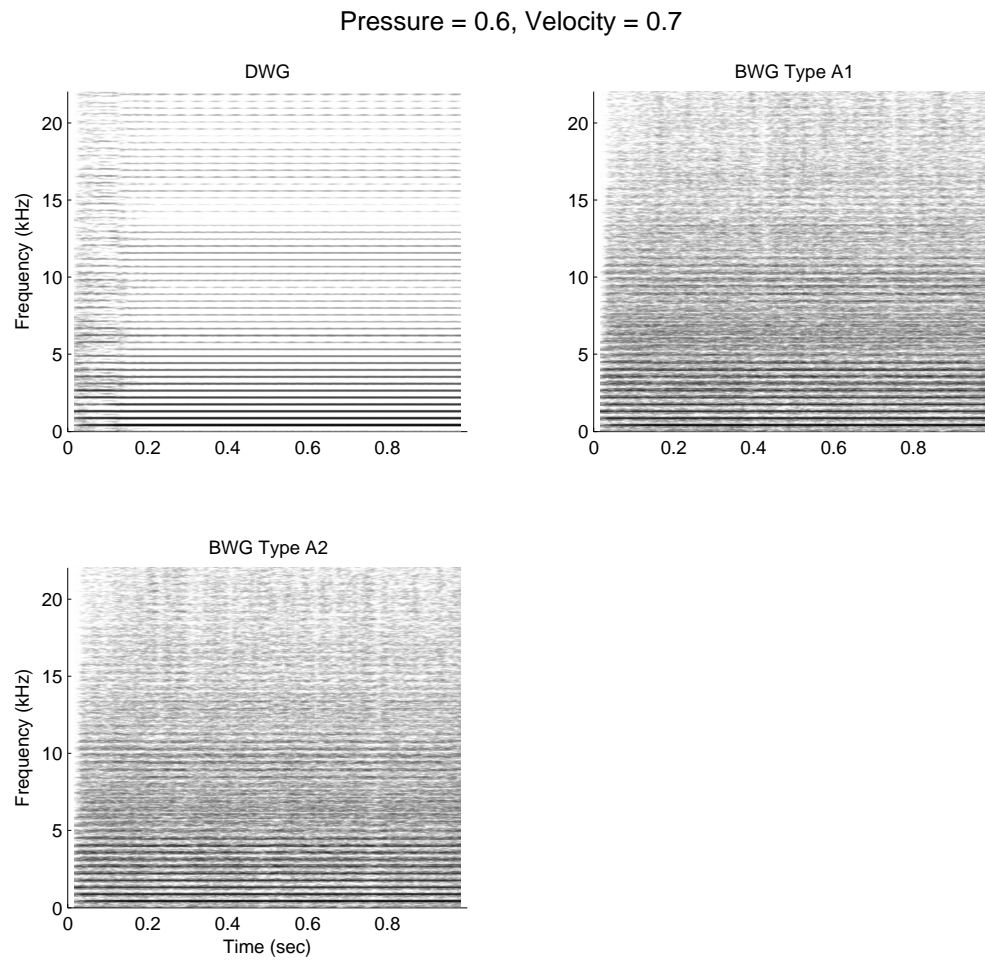 Pressure = 0.6, Velocity = 0.7
DWG
Frequency (kHz)
20
15
10
5
0
0 0.2 0.4 0.6 0.8
BWG Type A1
20
15
10
5
0
0 0.2 0.4 0.6 0.8
BWG Type A2
Frequency (kHz)
20
15
10
5
0
0 0.2 0.4 0.6 0.8
Time (sec)